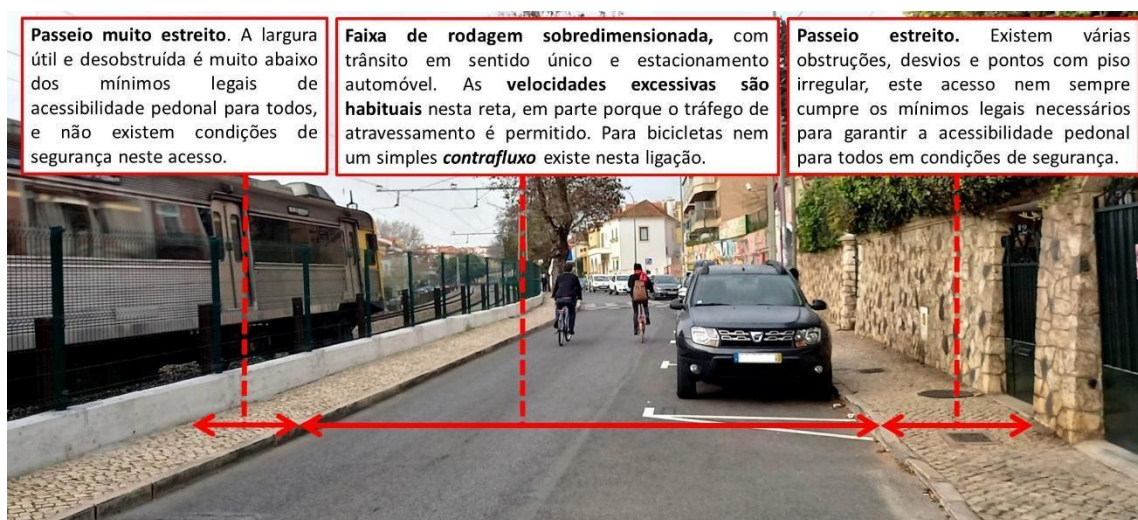 Passeio muito estreito. A largura
útil e desobstruída é muito abaixo
dos mínimos legais de
acessibilidade pedonal para todos,
e não existem condições de
segurança neste acesso.
Faixa de rodagem sobredimensionada, com
trânsito em sentido único e estacionamento
automóvel. As velocidades excessivas são
habituais nesta reta, em parte porque o tráfego de
atravessamento é permitido. Para bicicletas nem
um simples contrafluxo existe nesta ligação.
Passeio estreito. Existem várias
obstruções, desvios e pontos com piso
irregular, este acesso nem sempre
cumpre os mínimos legais necessários
para garantir a acessibilidade pedonal
para todos em condições de segurança.